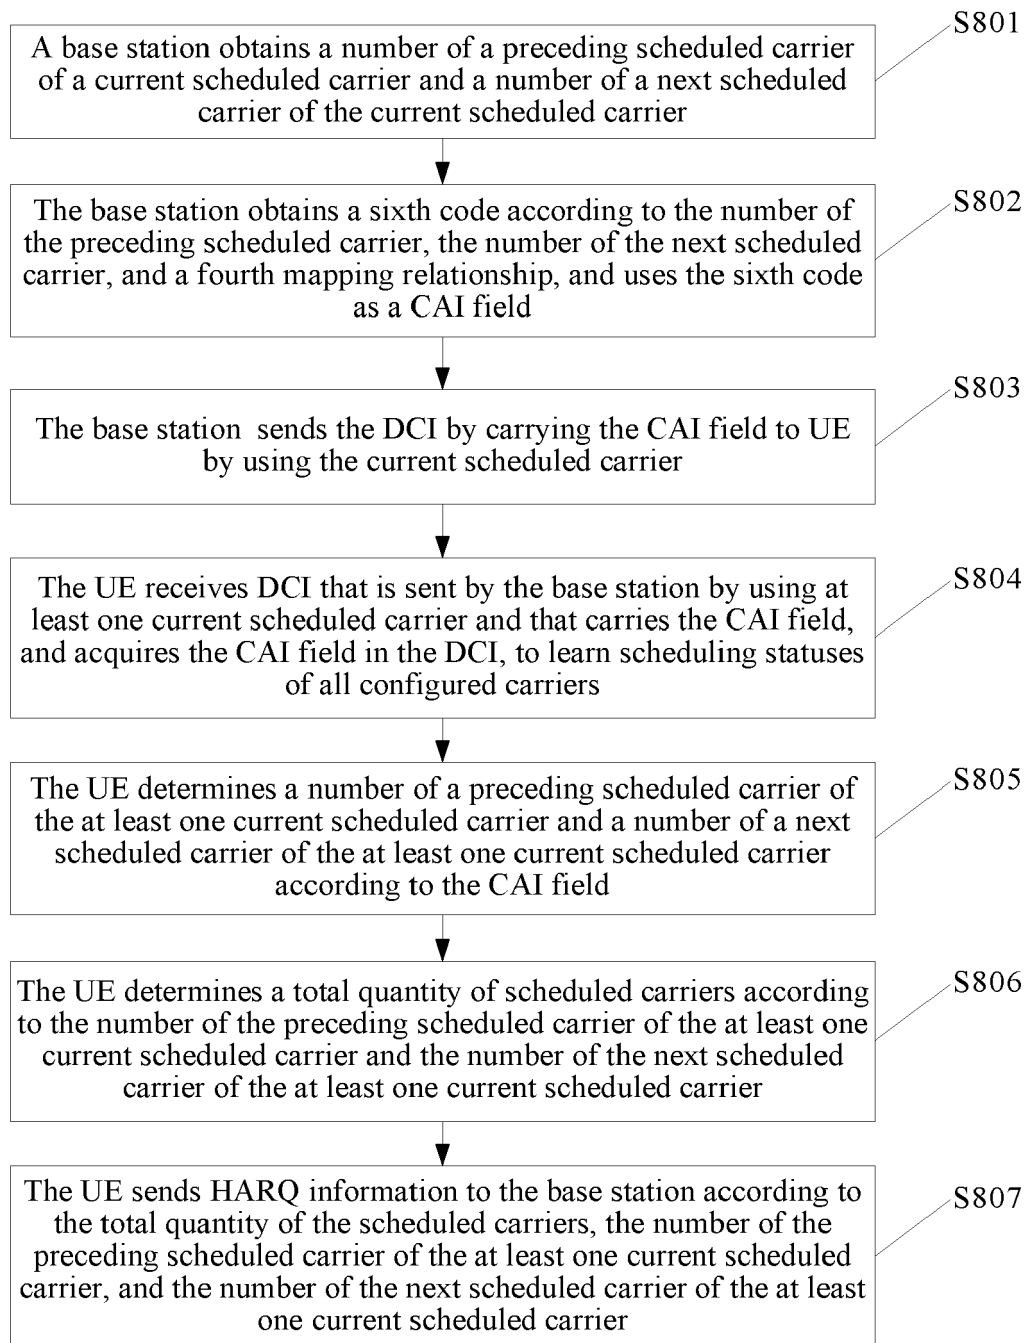 A base station obtains a number of a preceding scheduled carrier
of a current scheduled carrier and a number of a next scheduled
carrier of the current scheduled carrier
S801
The base station obtains a sixth code according to the number of
the preceding scheduled carrier, the number of the next scheduled
carrier, and a fourth mapping relationship, and uses the sixth code
as a CAI field
S802
The base station sends the DCI by carrying the CAI field to UE
by using the current scheduled carrier
S803
The UE receives DCI that is sent by the base station by using at
least one current scheduled carrier and that carries the CAI field,
and acquires the CAI field in the DCI, to learn scheduling statuses
of all configured carriers
S804
The UE determines a number of a preceding scheduled carrier of
the at least one current scheduled carrier and a number of a next
scheduled carrier of the at least one current scheduled carrier
according to the CAI field
S805
The UE determines a total quantity of scheduled carriers according
to the number of the preceding scheduled carrier of the at least one
current scheduled carrier and the number of the next scheduled
carrier of the at least one current scheduled carrier
S806
The UE sends HARQ information to the base station according to
the total quantity of the scheduled carriers, the number of the
preceding scheduled carrier of the at least one current scheduled
carrier, and the number of the next scheduled carrier of the at least
one current scheduled carrier
S807